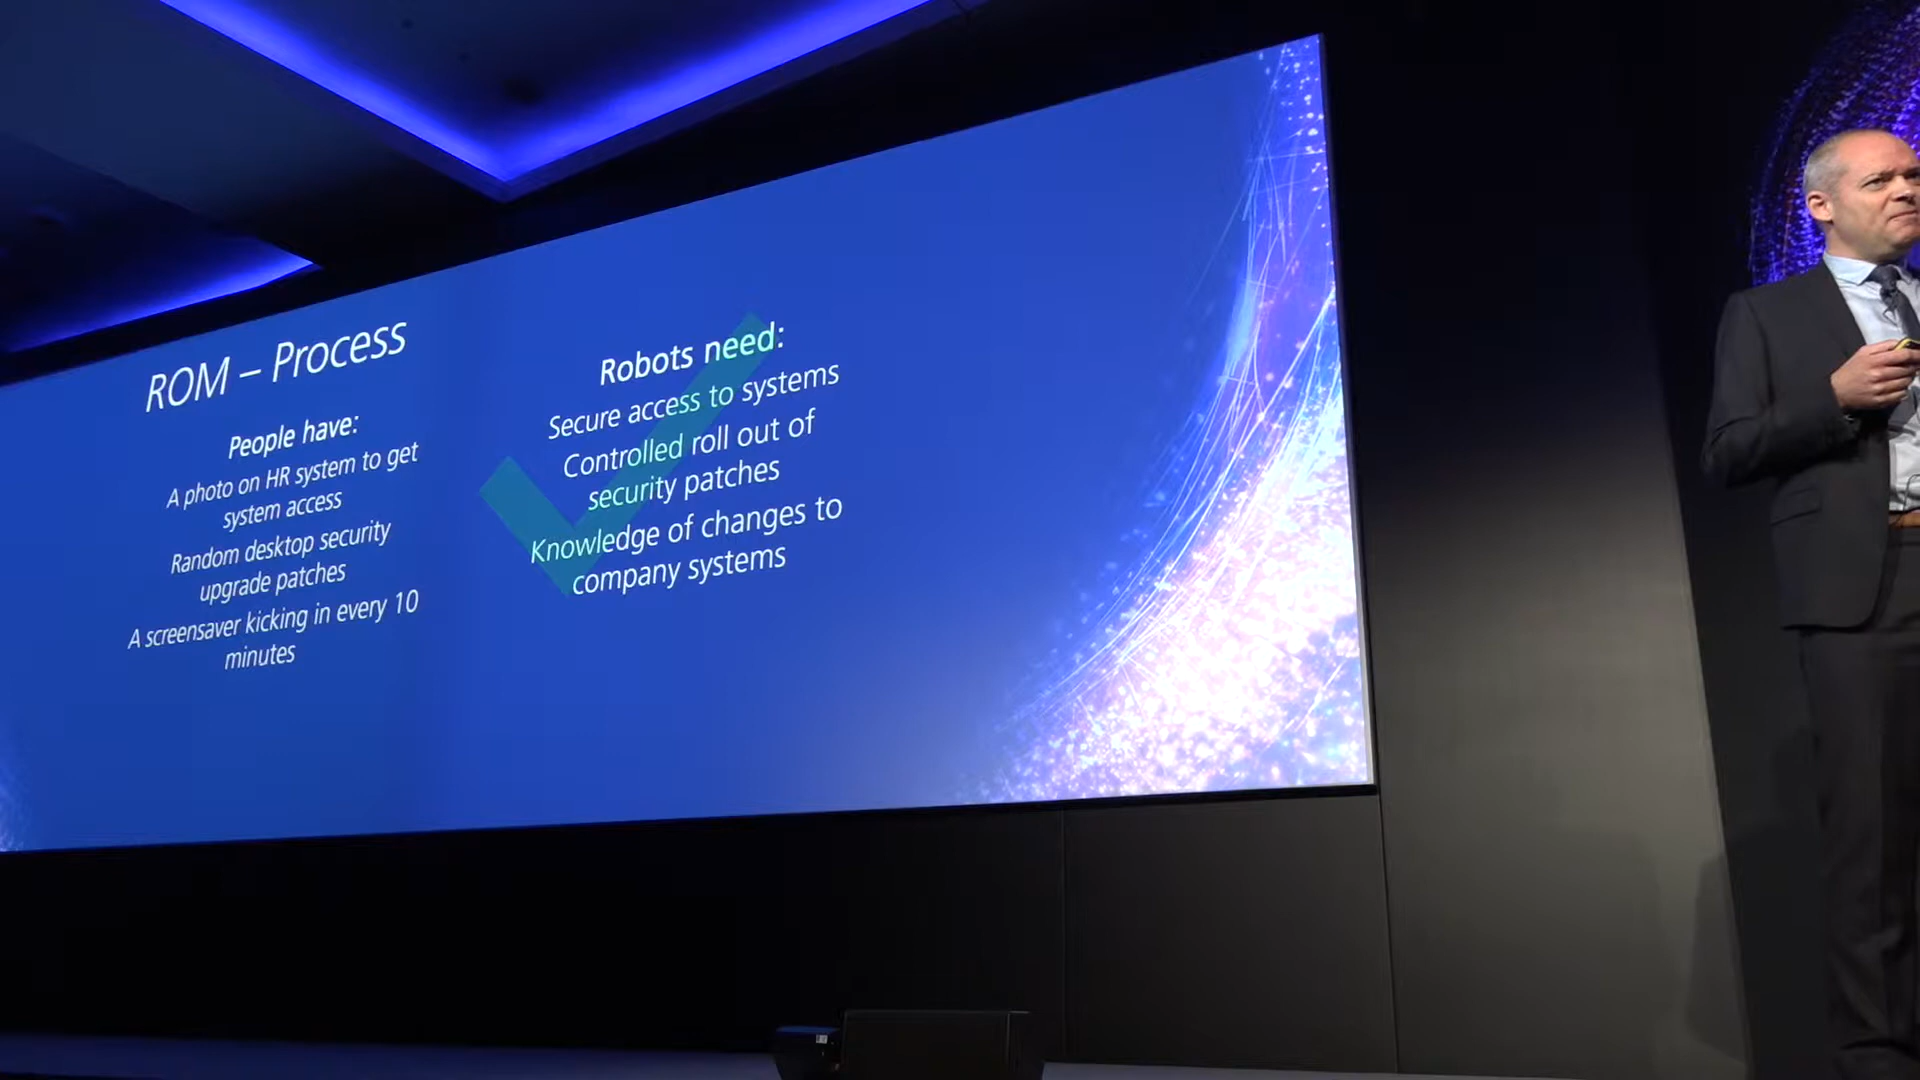 ROM – Process
People have:
A photo on HR system to get
system access
Random desktop security
upgrade patches
A screensaver kicking in every 10
minutes
Robots need:
Secure access to systems
Controlled roll out of
security patches
Knowledge of changes to
company systems